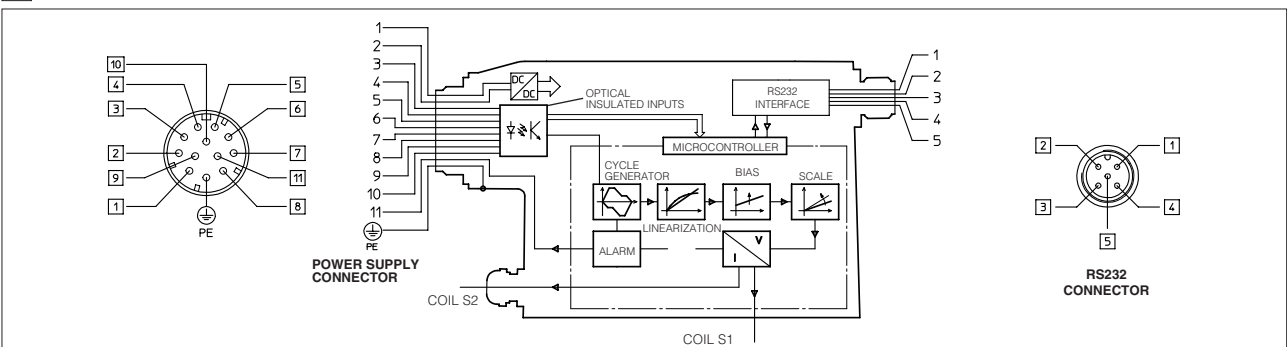 10
4
3
2
9
1
5
6
7
11
8
PE
1
2
3
4
5
6
7
8
9
10
11
PE
POWER SUPPLY
CONNECTOR
DC
DC
OPTICAL
INSULATED INPUTS
RS232
INTERFACE
MICROCONTROLLER
CYCLE
GENERATOR
BIAS
SCALE
LINEARIZATION
ALARM
V
I
COIL S2
COIL S1
1
2
3
4
5
2
1
3
4
5
RS232
CONNECTOR